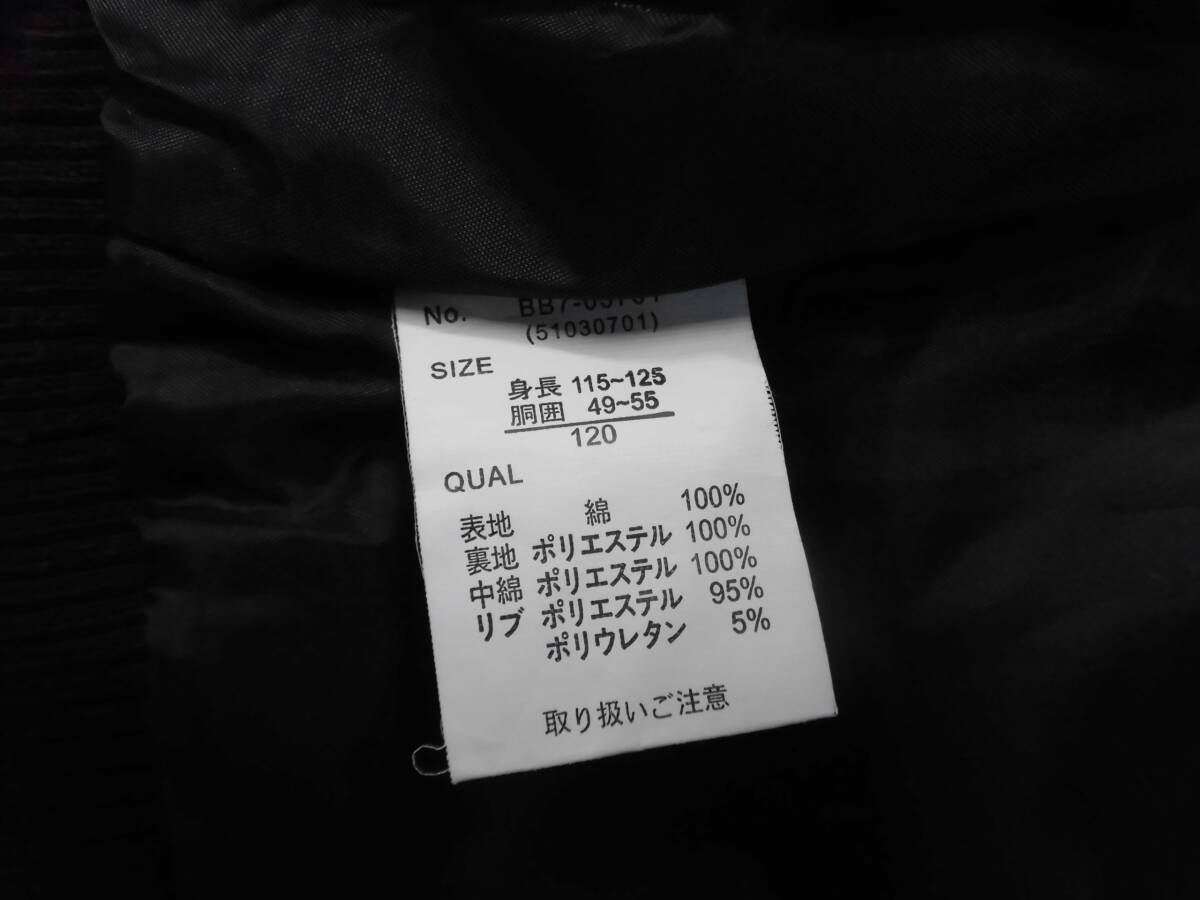 No.
(51030701)
SIZE
身長 115~125
胴囲 49~55
120
QUAL
表地 綿 100%
裏地 ポリエステル 100%
中綿 ポリエステル 100%
リブ ポリエステル 95%
ポリウレタン 5%
取り扱いご注意